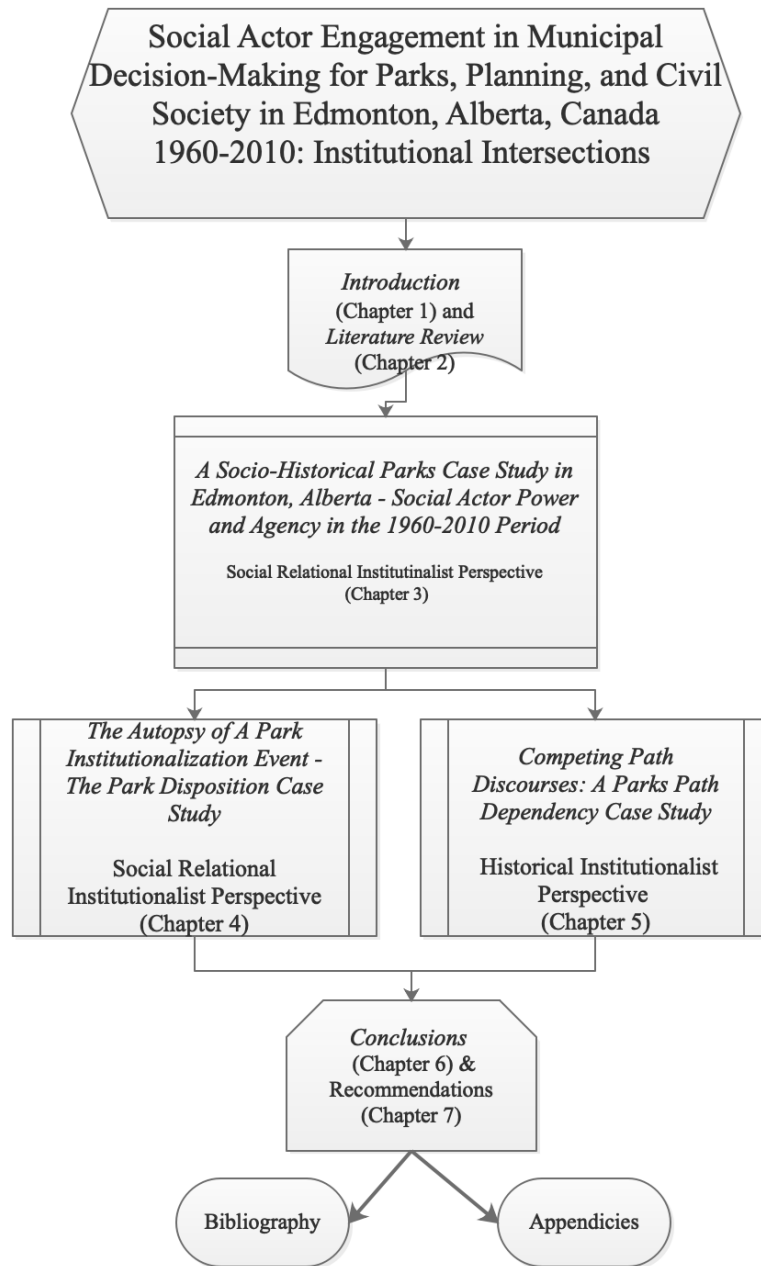 Social Actor Engagement in Municipal
Decision-Making for Parks, Planning, and Civil
Society in Edmonton, Alberta, Canada
1960-2010: Institutional Intersections
Introduction
(Chapter 1) and
Literature Review
(Chapter 2)
A Socio-Historical Parks Case Study in
Edmonton, Alberta - Social Actor Power
and Agency in the 1960-2010 Period
Social Relational Institutinalist Perspective
(Chapter 3)
The Autopsy of A Park
Institutionalization Event -
The Park Disposition Case
Study
Social Relational
Institutionalist Perspective
(Chapter 4)
Competing Path
Discourses: A Parks Path
Dependency Case Study
Historical Institutionalist
Perspective
(Chapter 5)
Conclusions
(Chapter 6) &
Recommendations
(Chapter 7)
Bibliography
Appendicies